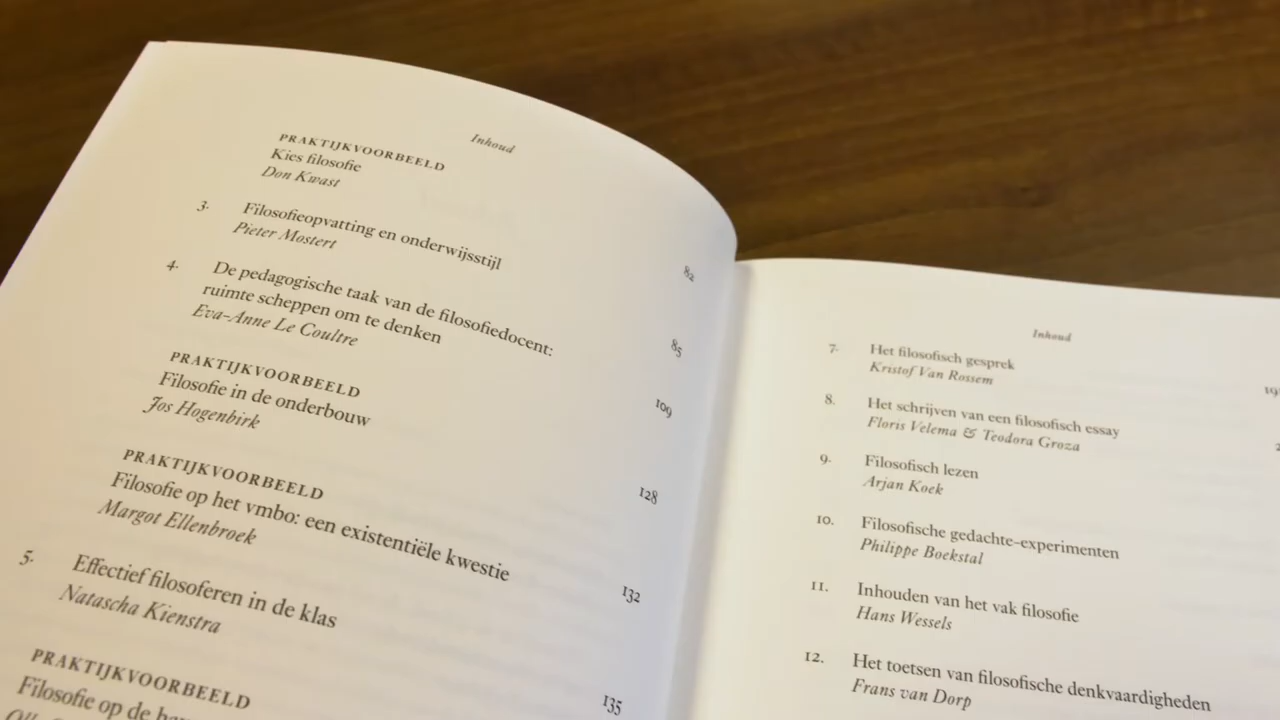 Inhoud
PRAKTIJKVOORBEELD
Kies filosofie
Don Kwast
82
3. Filosofieopvatting en onderwijsstijl
Pieter Mostert
85
4. De pedagogische taak van de filosofiedocent:
ruimte scheppen om te denken
Eva-Anne Le Coultre
109
PRAKTIJKVOORBEELD
Filosofie in de onderbouw
Jos Hogenbirk
128
PRAKTIJKVOORBEELD
Filosofie op het vmbo: een existentiële kwestie
Margot Ellenbroek
132
5. Effectief filosoferen in de klas
Natascha Kienstra
135
PRAKTIJKVOORBEELD
Filosofie op de
Inhoud
7. Het filosofisch gesprek
Kristof Van Rossem
8. Het schrijven van een filosofisch essay
Floris Velema & Teodora Groza
9. Filosofisch lezen
Arjan Koek
10. Filosofische gedachte-experimenten
Philippe Boekstal
11. Inhouden van het vak filosofie
Hans Wessels
12. Het toetsen van filosofische denkvaardigheden
Frans van Dorp